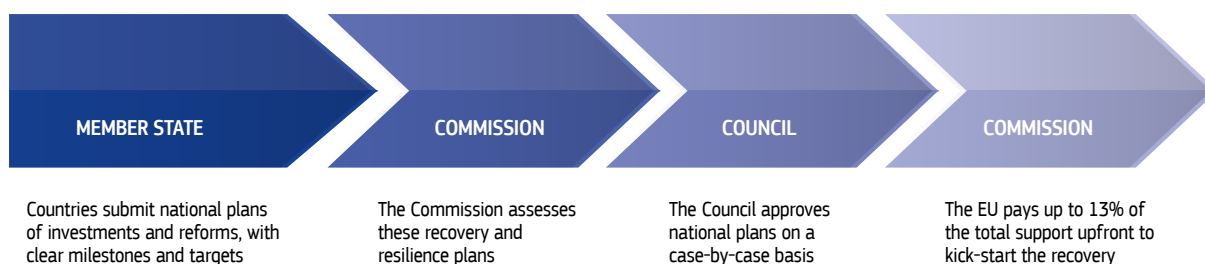 MEMBER STATE
COMMISSION
COUNCIL
COMMISSION
Countries submit national plans
of investments and reforms, with
clear milestones and targets
The Commission assesses
these recovery and
resilience plans
The Council approves
national plans on a
case-by-case basis
The EU pays up to 13% of
the total support upfront to
kick-start the recovery